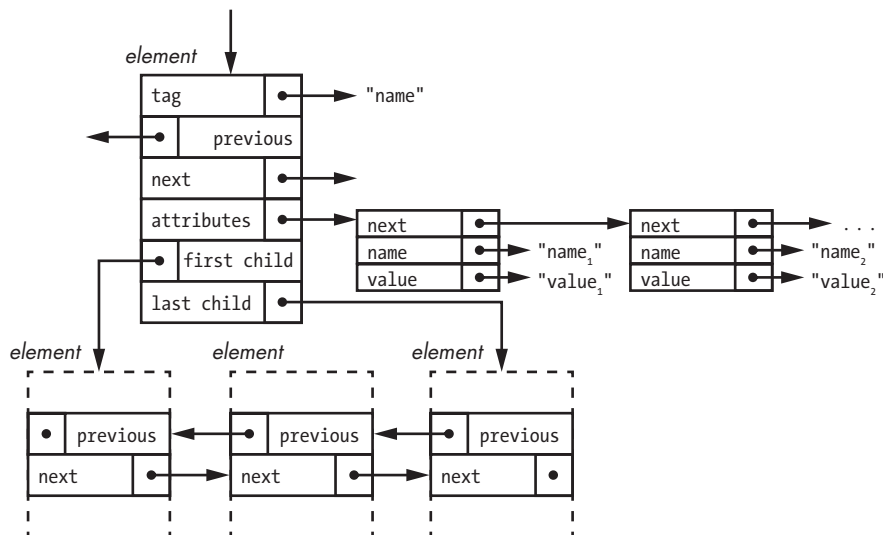 element
tag "name"
previous
next
attributes
first child
last child
next next ...
name "name₁" name "name₂"
value "value₁" value "value₂"
element element element
previous previous previous
next next next